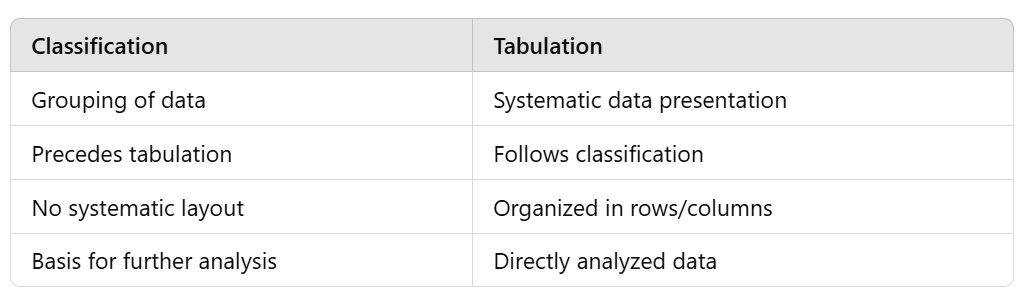 Classification Tabulation
Grouping of data Systematic data presentation
Precedes tabulation Follows classification
No systematic layout Organized in rows/columns
Basis for further analysis Directly analyzed data